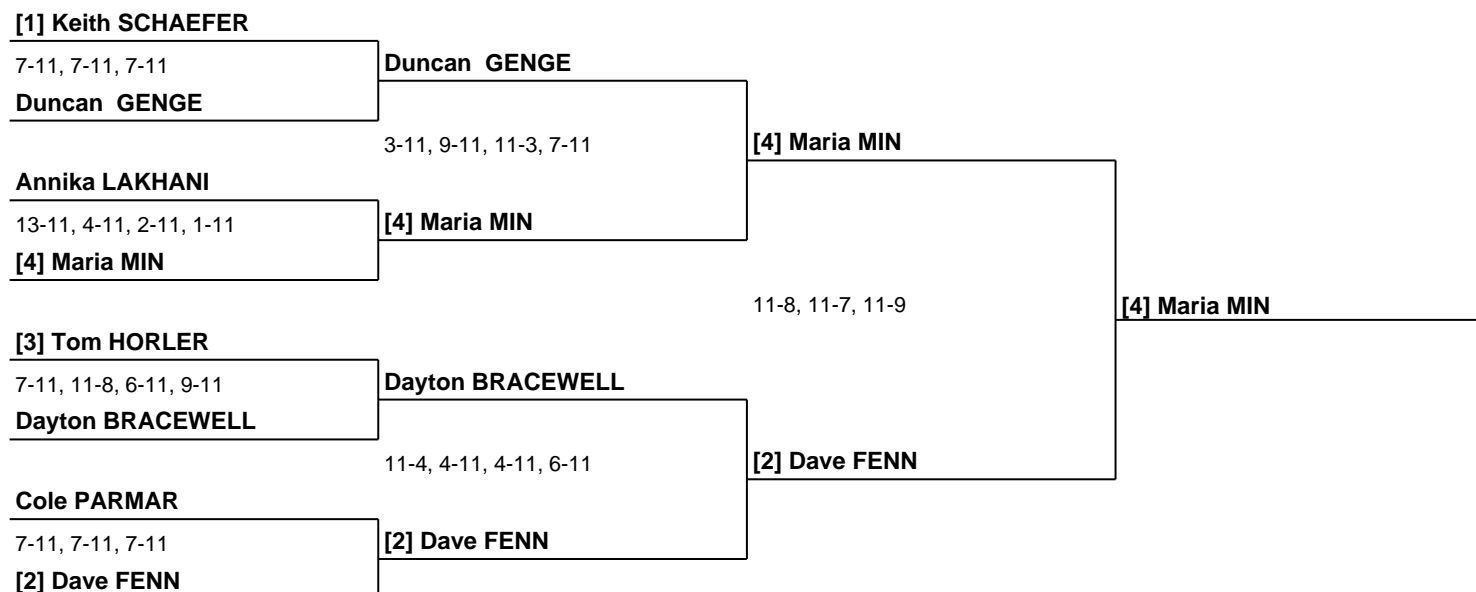 [1] Keith SCHAEFER
7-11, 7-11, 7-11
Duncan  GENGE
Duncan  GENGE
3-11, 9-11, 11-3, 7-11
[4] Maria MIN
Annika LAKHANI
13-11, 4-11, 2-11, 1-11
[4] Maria MIN
[4] Maria MIN
11-8, 11-7, 11-9
[4] Maria MIN
[3] Tom HORLER
7-11, 11-8, 6-11, 9-11
Dayton BRACEWELL
Dayton BRACEWELL
11-4, 4-11, 4-11, 6-11
[2] Dave FENN
Cole PARMAR
7-11, 7-11, 7-11
[2] Dave FENN
[2] Dave FENN